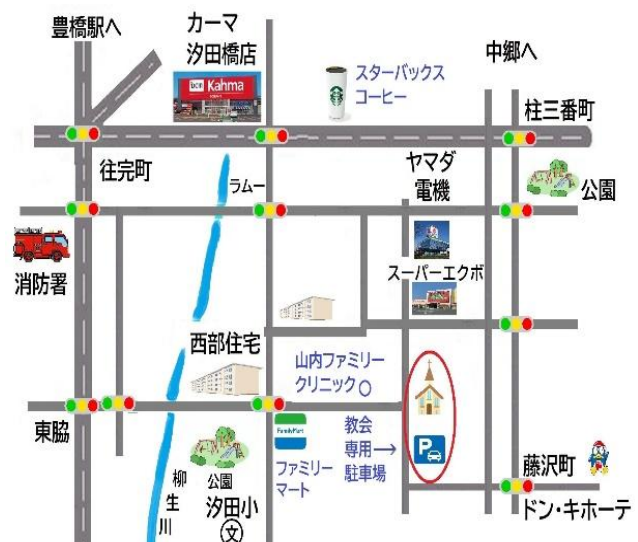 豊橋駅へ
カーマ
汐田橋店
Kahma
スターバックス
コーヒー
中郷へ
柱三番町
往完町
ラムー
ヤマダ
電機
公園
消防署
スーパーエクボ
西部住宅
山内ファミリー
クリニック
東脇
FamilyMart
教会
専用→
駐車場
P
柳生川
公園
汐田小
文
ファミリー
マート
藤沢町
ドン・キホーテ